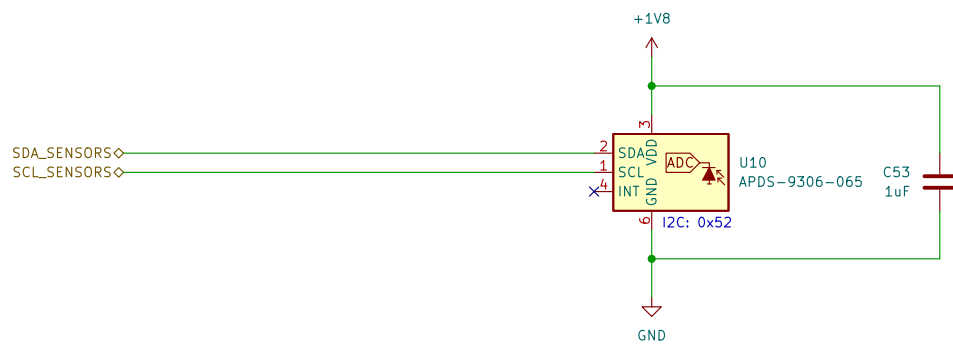 +1V8
SDA_SENSORS
SCL_SENSORS
2
1
4
3
6
SDA
SCL
INT
VDD
GND
ADC
U10
APDS-9306-065
I2C: 0x52
C53
1uF
GND